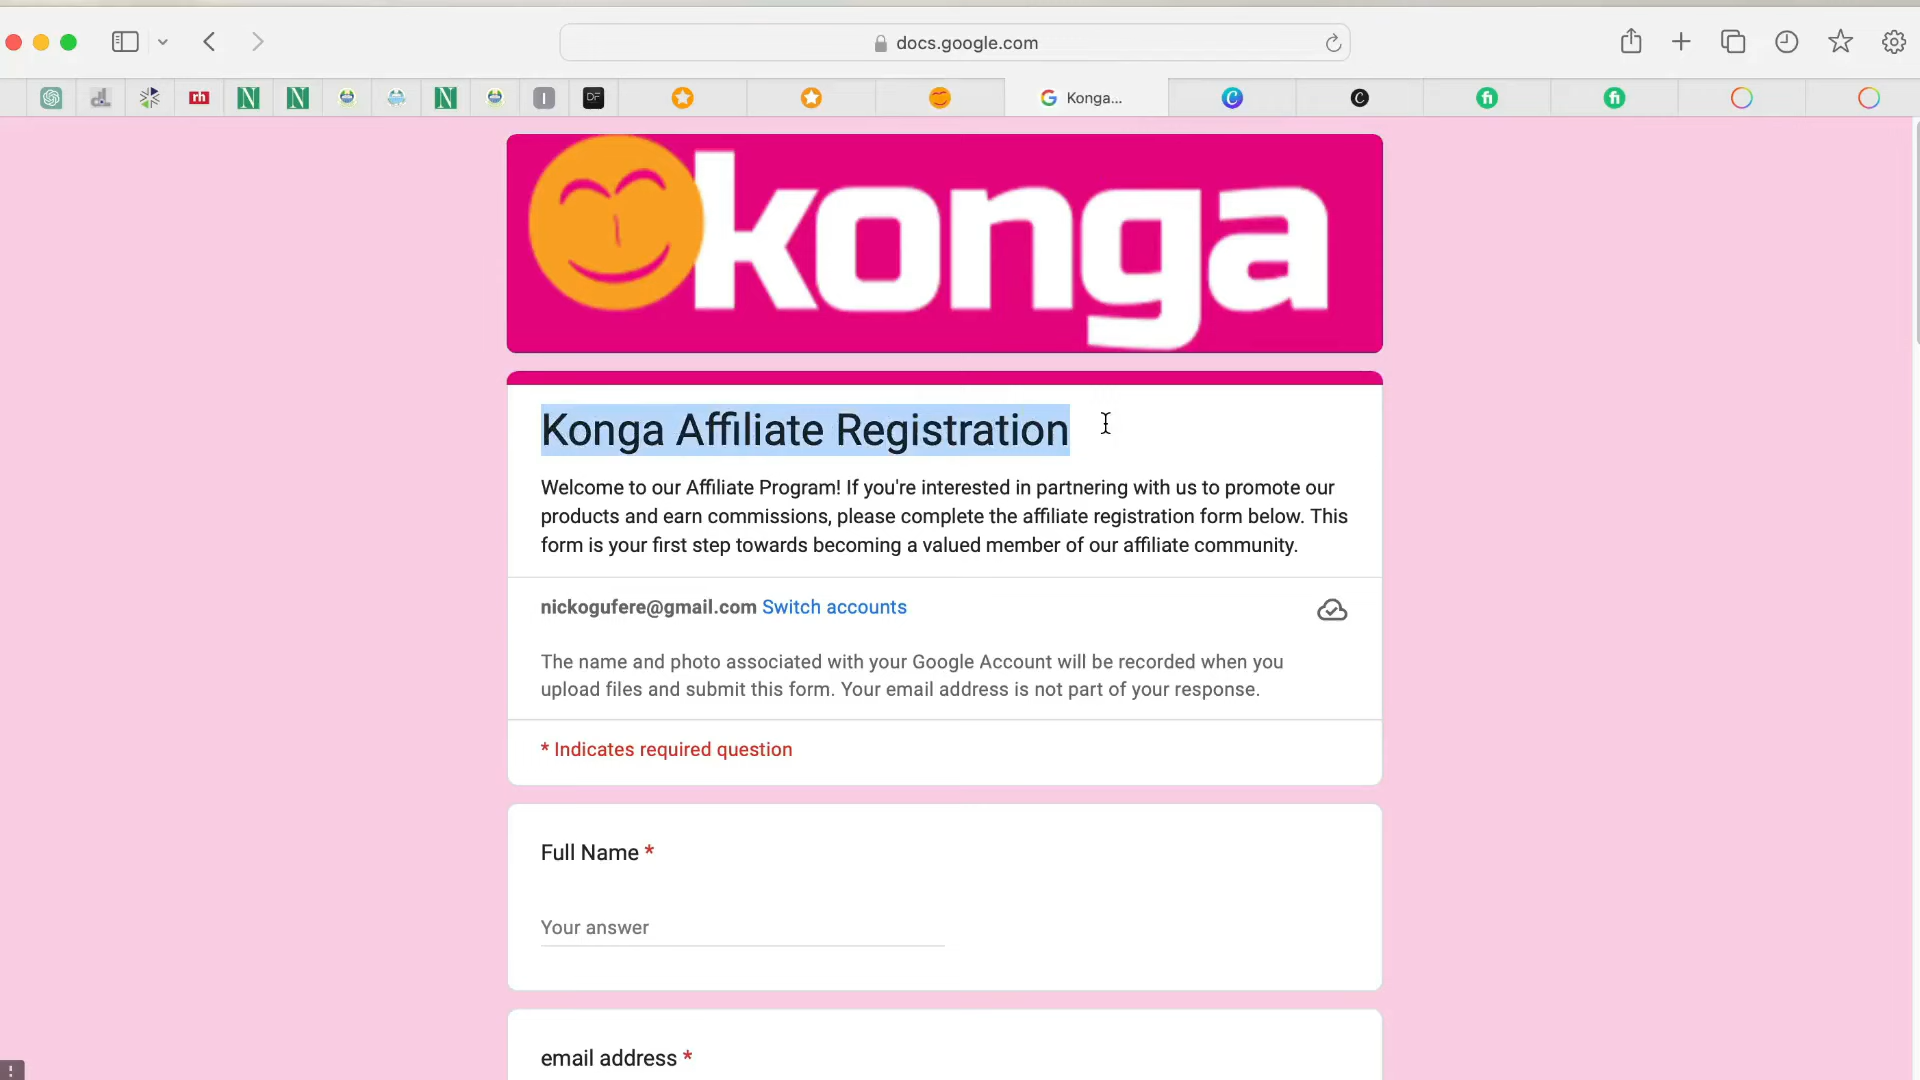 docs.google.com
rh
N
N
N
I
DF
Konga...
C
C
fi
fi
konga
Konga Affiliate Registration
Welcome to our Affiliate Program! If you're interested in partnering with us to promote our
products and earn commissions, please complete the affiliate registration form below. This
form is your first step towards becoming a valued member of our affiliate community.
nickogufere@gmail.com Switch accounts
The name and photo associated with your Google Account will be recorded when you
upload files and submit this form. Your email address is not part of your response.
* Indicates required question
Full Name *
Your answer
email address *